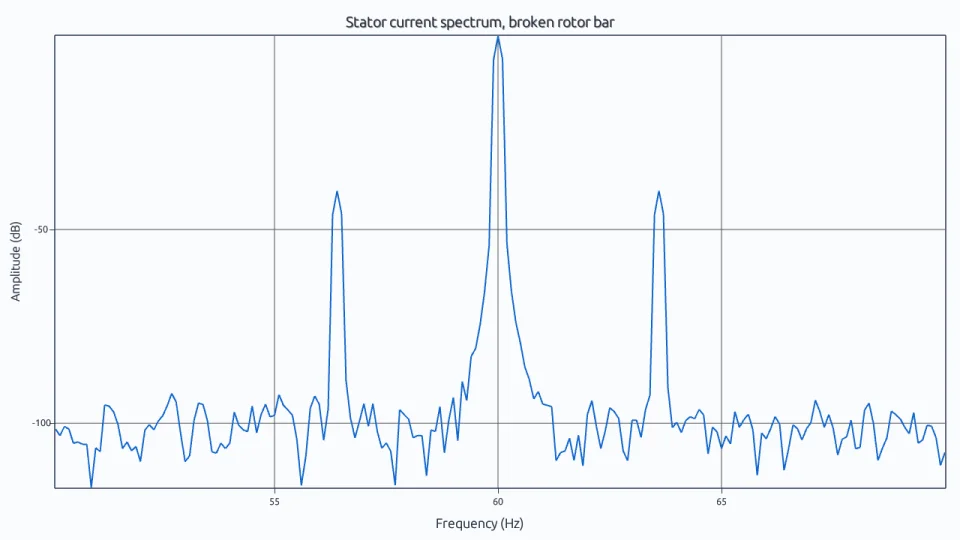 Stator current spectrum, broken rotor bar
Amplitude (dB)
-50
-100
55
60
65
Frequency (Hz)